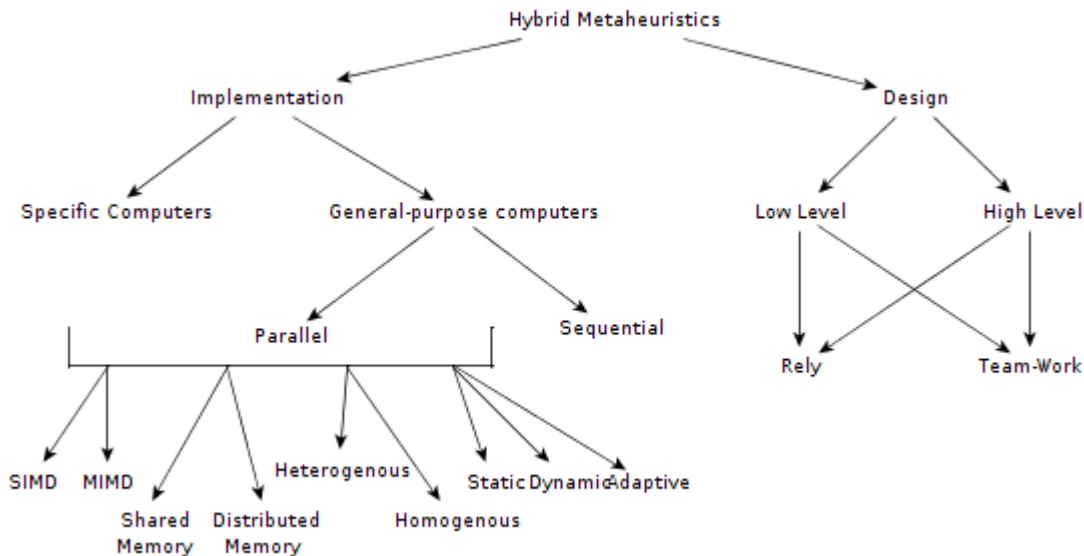 Hybrid Metaheuristics
Implementation
Design
Specific Computers
General-purpose computers
Low Level
High Level
Parallel
Sequential
Rely
Team-Work
Heterogenous
SIMD
MIMD
Static
Dynamic
Adaptive
Shared
Memory
Distributed
Memory
Homogenous